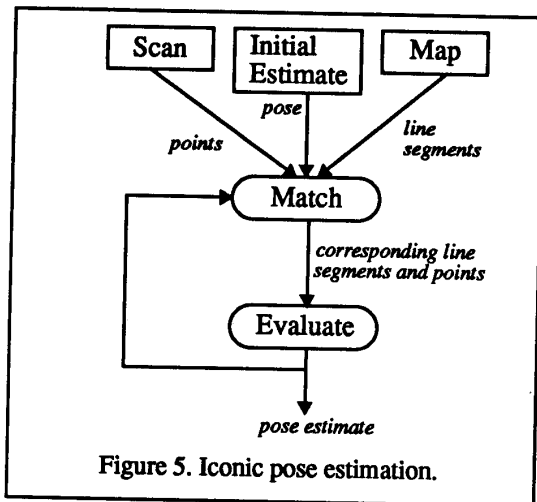 Scan
Initial
Estimate
Map
pose
points
line
segments
Match
corresponding line
segments and points
Evaluate
pose estimate
Figure 5. Iconic pose estimation.